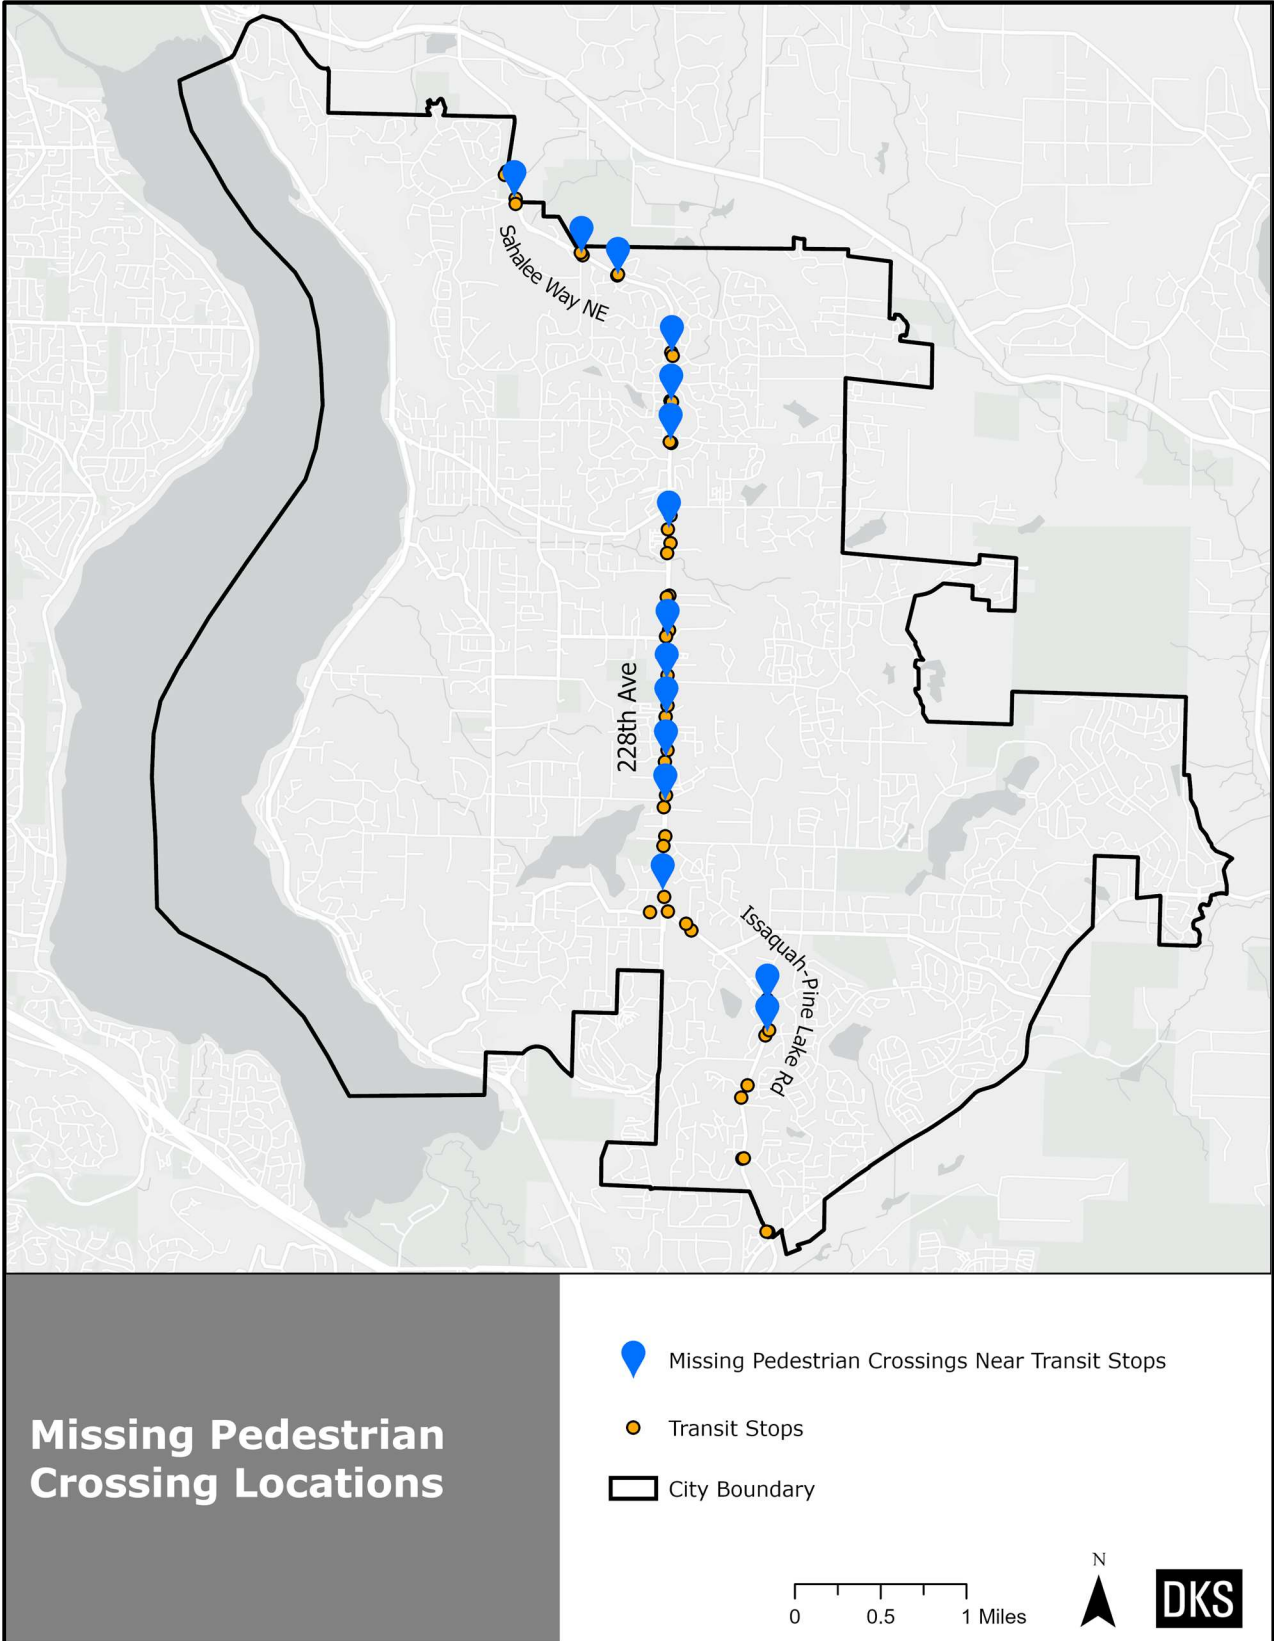 Sahalee Way NE
228th Ave
Issaquah-Pine Lake Rd
Missing Pedestrian
Crossing Locations
Missing Pedestrian Crossings Near Transit Stops
Transit Stops
City Boundary
N
0 0.5 1 Miles
DKS